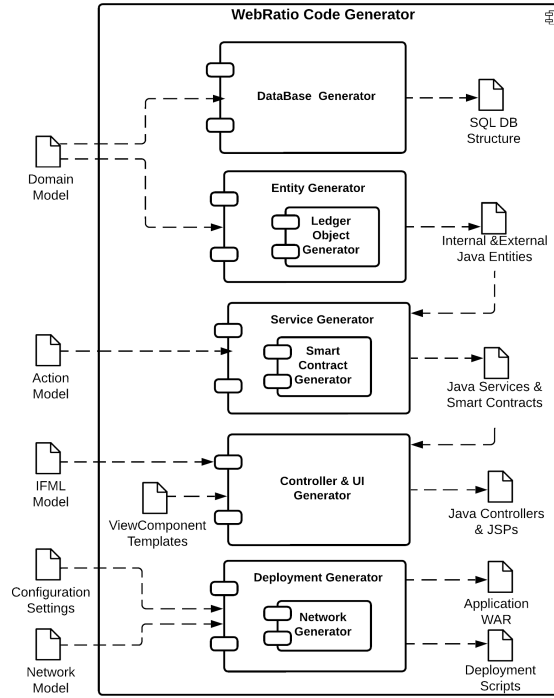 WebRatio Code Generator
DataBase Generator
SQL DB
Structure
Domain
Model
Entity Generator
Ledger
Object
Generator
Internal &External
Java Entities
Service Generator
Smart
Contract
Generator
Action
Model
Java Services &
Smart Contracts
IFML
Model
Controller & UI
Generator
ViewComponent
Templates
Java Controllers
& JSPs
Configuration
Settings
Deployment Generator
Network
Generator
Application
WAR
Network
Model
Deployment
Scripts